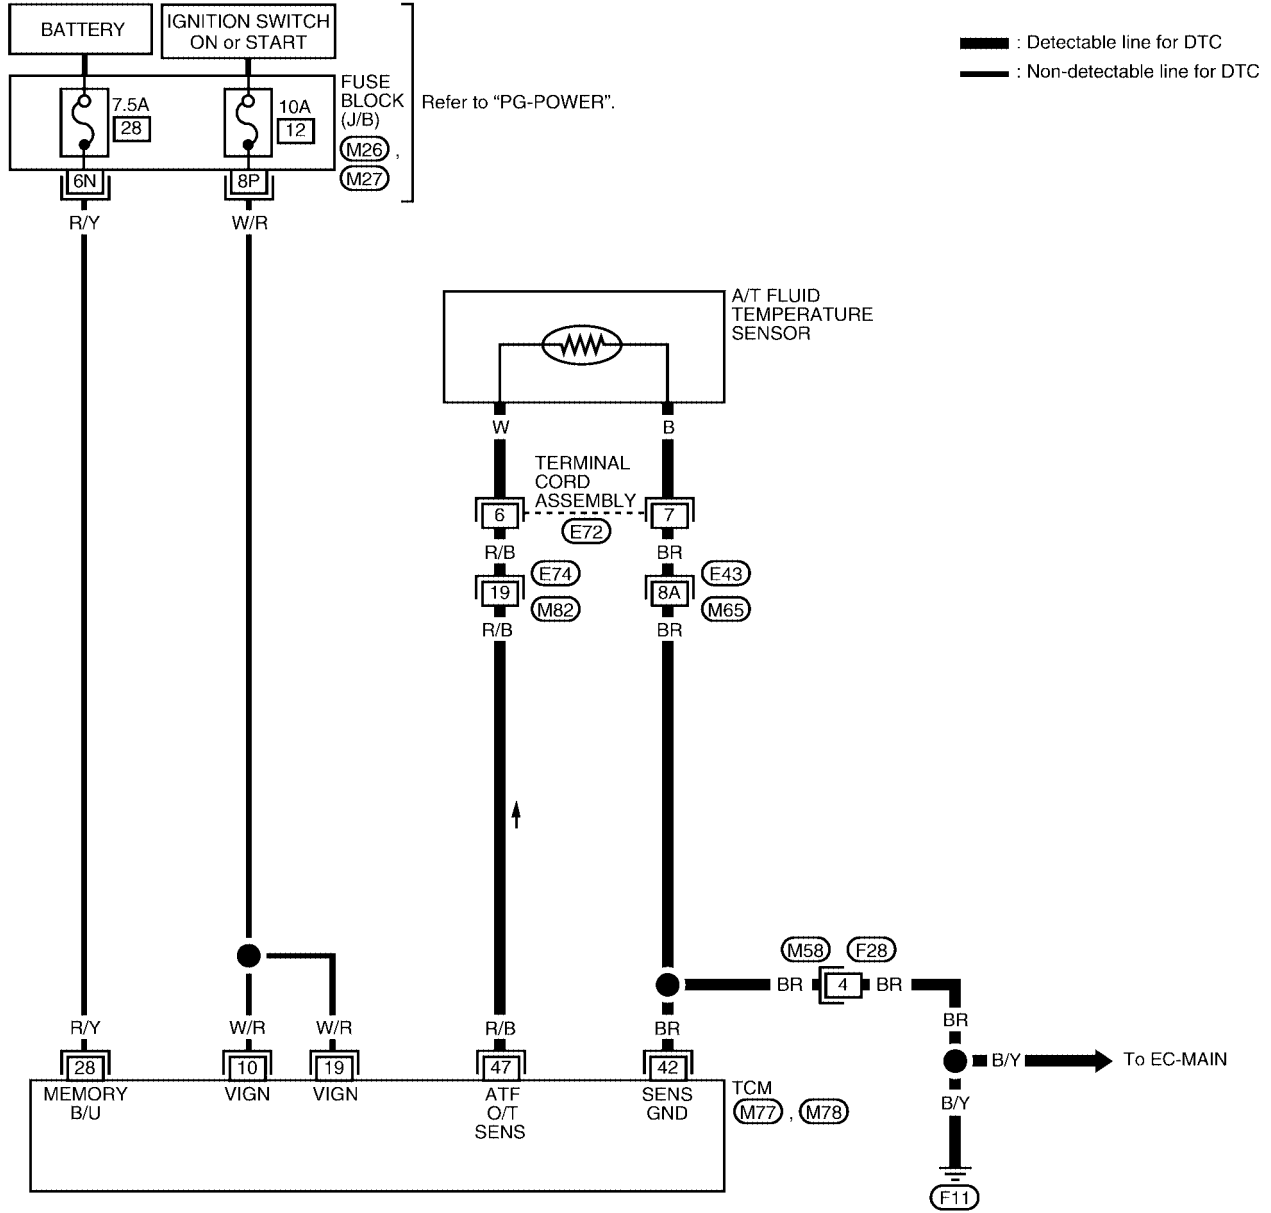 BATTERY
IGNITION SWITCH
ON or START
: Detectable line for DTC
: Non-detectable line for DTC
7.5A
28
10A
12
FUSE
BLOCK
(J/B)
M26 ,
M27
Refer to “PG-POWER”.
6N
8P
R/Y
W/R
A/T FLUID
TEMPERATURE
SENSOR
W
B
TERMINAL
CORD
ASSEMBLY
6
7
E72
R/B
BR
E74
E43
19
8A
M82
M65
R/B
BR
M58
F28
BR
4
BR
BR
R/Y
W/R
W/R
R/B
BR
B/Y
To EC-MAIN
28
10
19
47
42
MEMORY
B/U
VIGN
VIGN
ATF
O/T
SENS
SENS
GND
TCM
M77 , M78
B/Y
F11